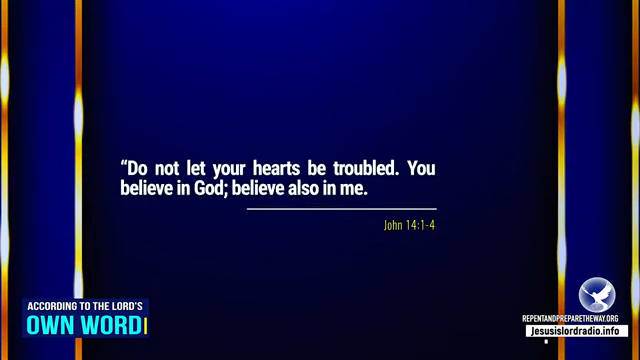 “Do not let your hearts be troubled. You
believe in God; believe also in me.
John 14:1-4
ACCORDING TO THE LORD'S
OWN WORD
REPENTANDPREPARETHEWAY.ORG
Jesusislordradio.info